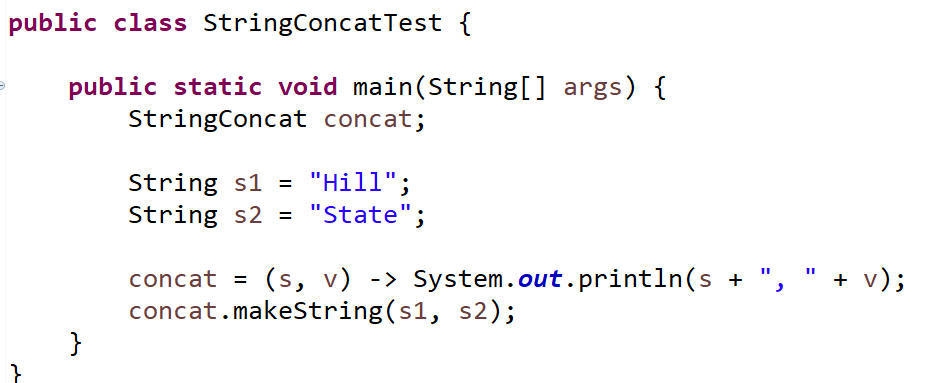 public class StringConcatTest {
public static void main(String[] args) {
StringConcat concat;
String s1 = "Hill";
String s2 = "State";
concat = (s, v) -> System.out.println(s + ", " + v);
concat.makeString(s1, s2);
}
}